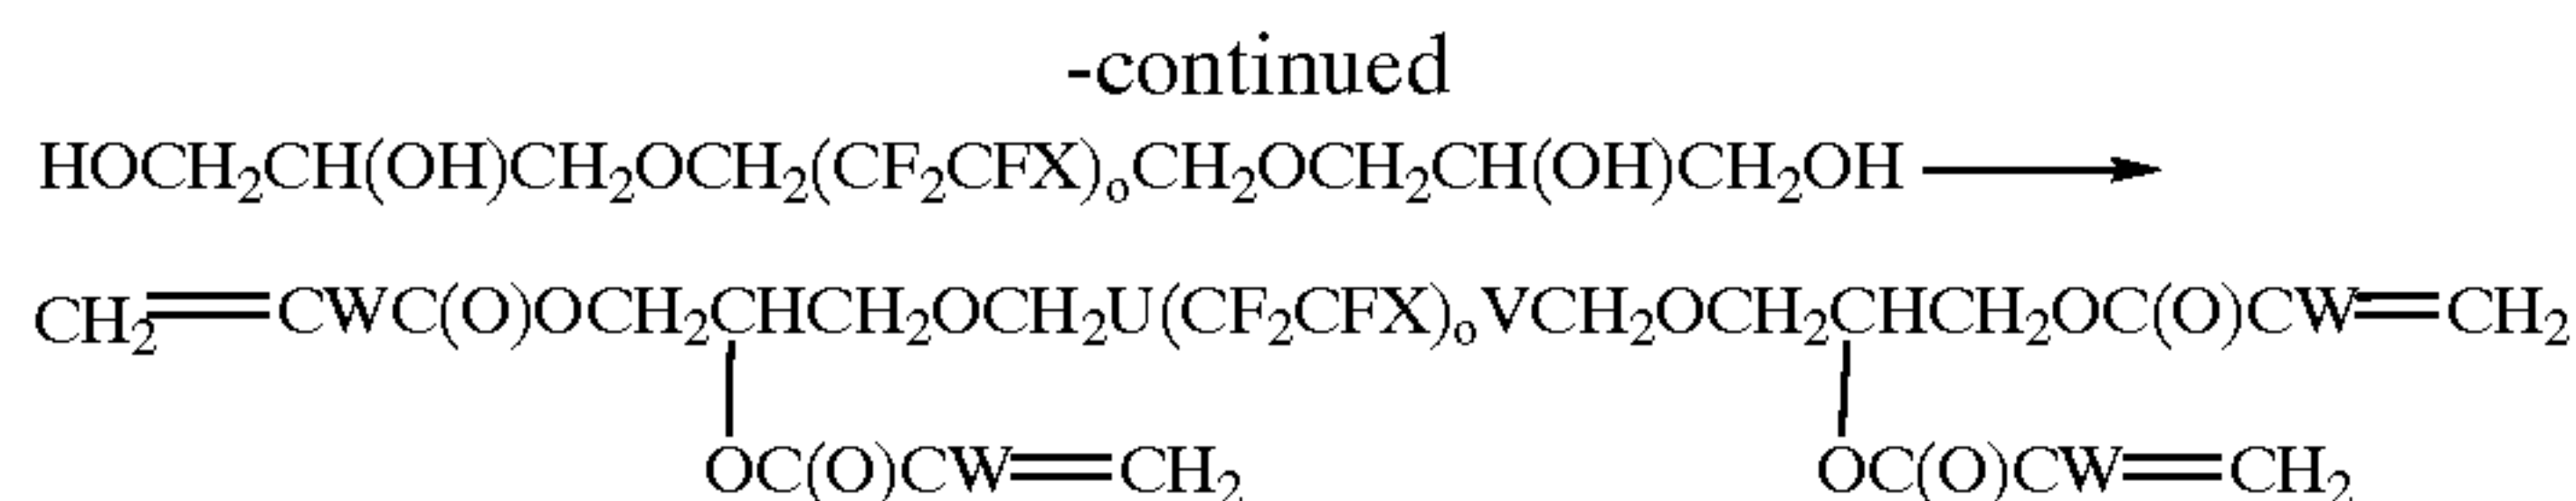 -continued
HOCH₂CH(OH)CH₂OCH₂(CF₂CFX)ₒCH₂OCH₂CH(OH)CH₂OH ⟶
CH₂=CWC(O)OCH₂CHCH₂OCH₂U(CF₂CFX)ₒVCH₂OCH₂CHCH₂OC(O)CW=CH₂
OC(O)CW=CH₂ OC(O)CW=CH₂